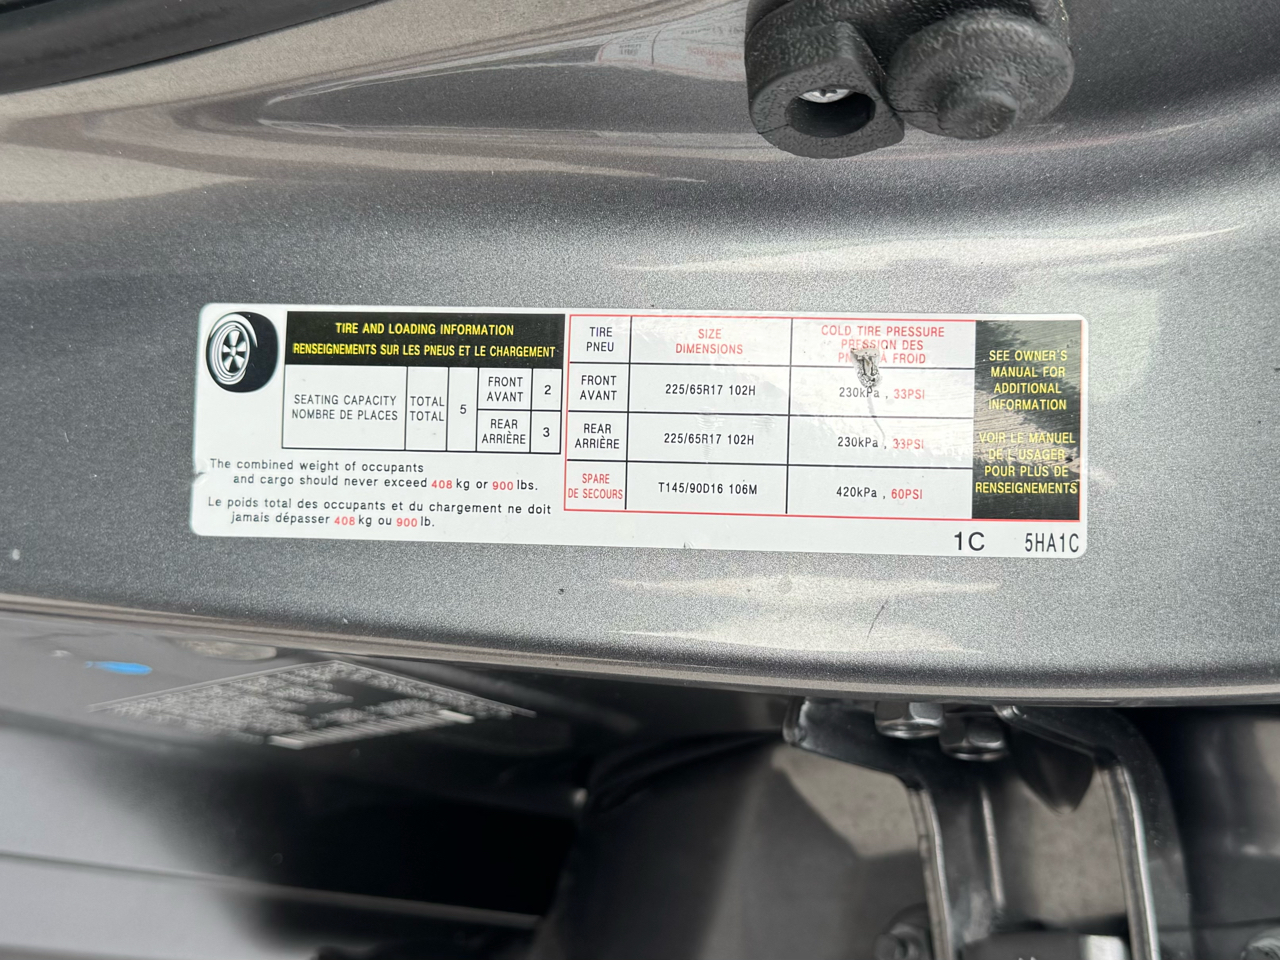 TIRE AND LOADING INFORMATION
RENSEIGNEMENTS SUR LES PNEUS ET LE CHARGEMENT
SEATING CAPACITY
NOMBRE DE PLACES
TOTAL
TOTAL
5
FRONT
AVANT
2
REAR
ARRIÈRE
3
The combined weight of occupants
and cargo should never exceed 408 kg or 900 lbs.
Le poids total des occupants et du chargement ne doit
jamais dépasser 408 kg ou 900 lb.
TIRE
PNEU
SIZE
DIMENSIONS
COLD TIRE PRESSURE
PRESSION DES
À FROID
FRONT
AVANT
225/65R17 102H
230kPa , 33PSI
REAR
ARRIÈRE
225/65R17 102H
230kPa , 33PSI
SPARE
DE SECOURS
T145/90D16 106M
420kPa , 60PSI
SEE OWNER'S
MANUAL FOR
ADDITIONAL
INFORMATION
VOIR LE MANUEL
DE L'USAGER
POUR PLUS DE
RENSEIGNEMENTS
1C 5HA1C